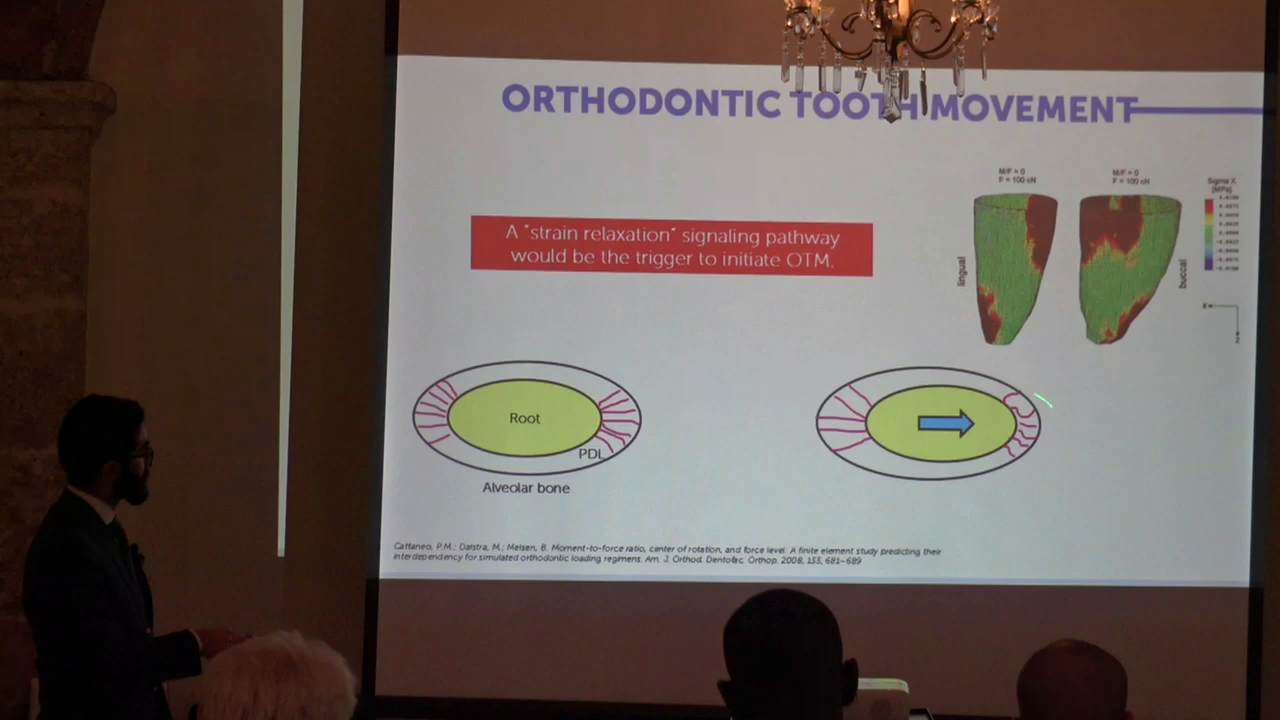 ORTHODONTIC TOOTH MOVEMENT
M/F = 0
F = 100 cN
M/F = 0
F = 100 cN
Sigma X
[MPa]
A "strain relaxation" signaling pathway
would be the trigger to initiate OTM.
lingual
buccal
X
Root
PDL
Alveolar bone
Cattaneo, P.M.; Dalstra, M.; Melsen, B. Moment-to-force ratio, center of rotation, and force level: A finite element study predicting their
interdependency for simulated orthodontic loading regimens. Am. J. Orthod. Dentofac. Orthop. 2008, 133, 681–689